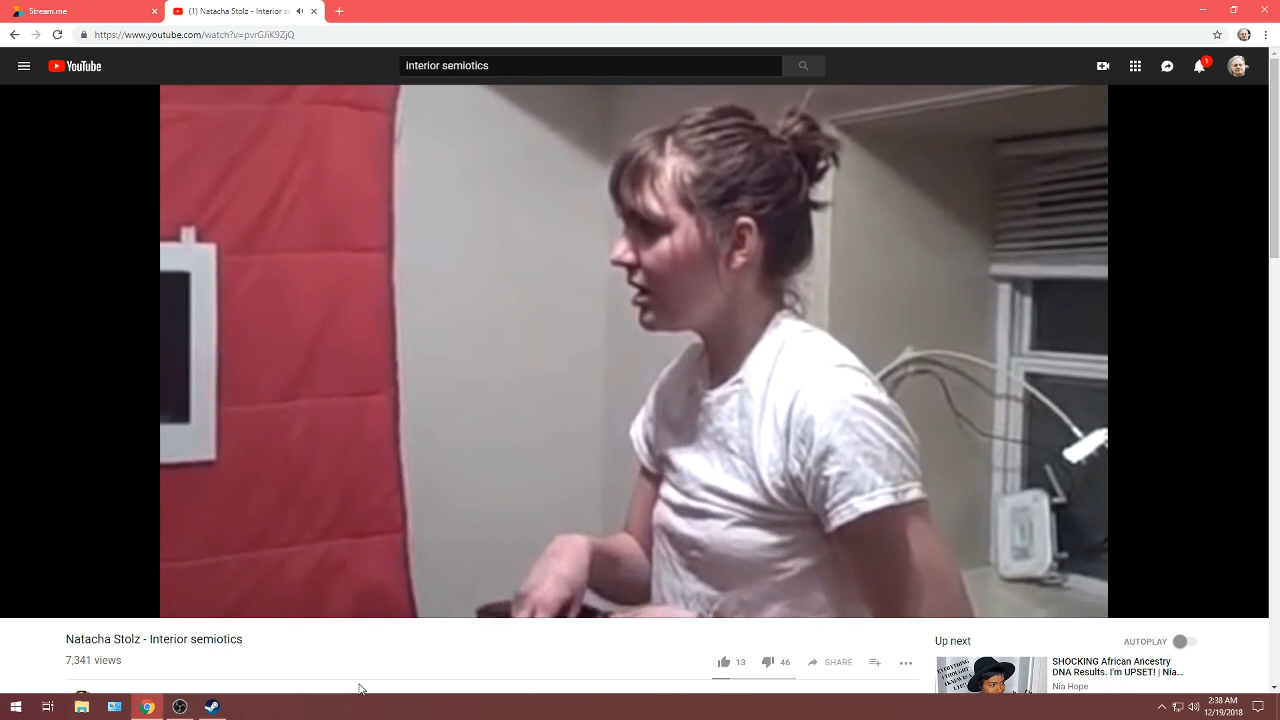 Stream.me
(1) Natacha Stolz - Interior se
https://www.youtube.com/watch?v=pvrGJiK9ZjQ
YouTube
interior semiotics
1
Natacha Stolz - Interior semiotics
7,341 views
13
46
SHARE
Up next
AUTOPLAY
SHOCKING African Ancestry
DNA Results. I'm UPSET! | Nia...
Nia Hope
2:38 AM
12/19/2018